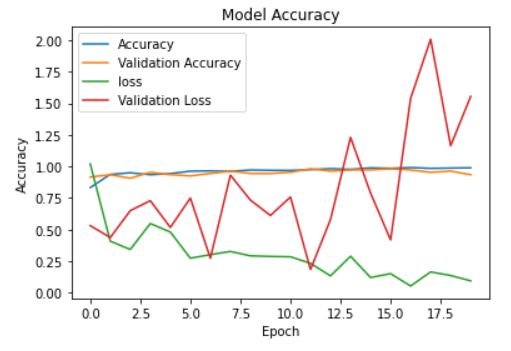 Model Accuracy
Accuracy
Validation Accuracy
loss
Validation Loss
2.00
1.75
1.50
1.25
1.00
0.75
0.50
0.25
0.00
Accuracy
0.0 2.5 5.0 7.5 10.0 12.5 15.0 17.5
Epoch